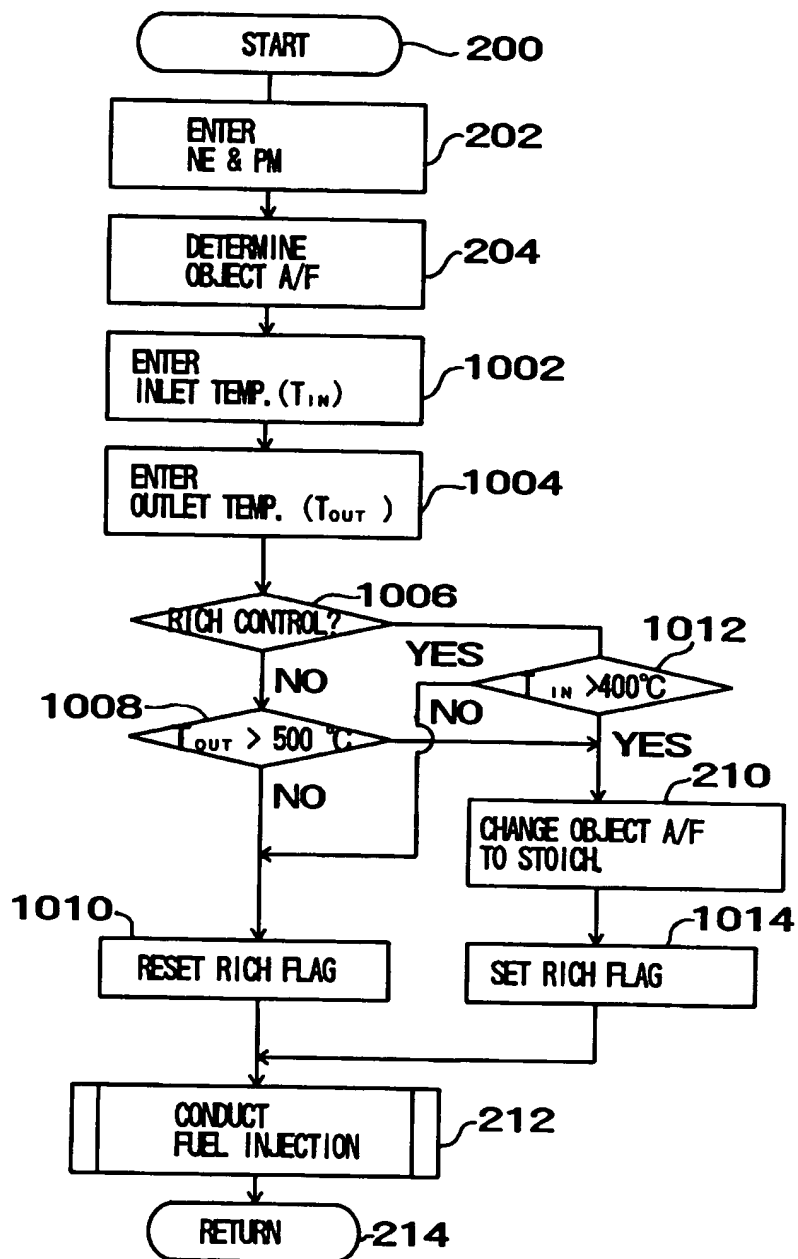 START
200
ENTER
NE & PM
202
DETERMINE
OBJECT A/F
204
ENTER
INLET TEMP. (TIN)
1002
ENTER
OUTLET TEMP. (TOUT )
1004
RICH CONTROL?
1006
YES
NO
TIN >400°C
1012
NO
YES
1008
TOUT > 500 °C
NO
CHANGE OBJECT A/F
TO STOICH.
210
1010
RESET RICH FLAG
SET RICH FLAG
1014
CONDUCT
FUEL INJECTION
212
RETURN
214